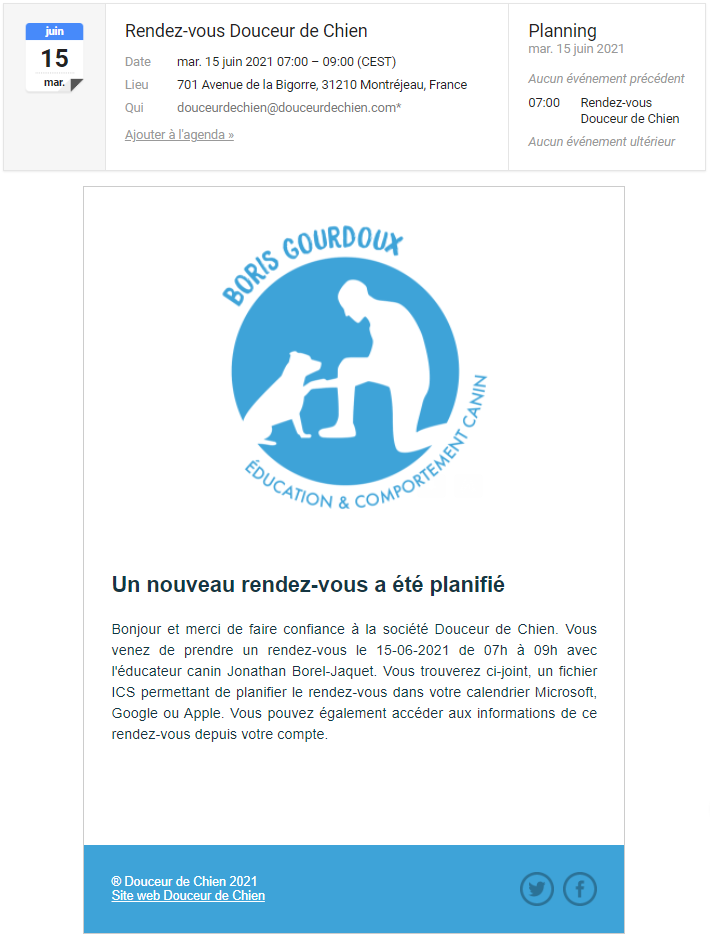 juin
15
mar.
Rendez-vous Douceur de Chien
Date mar. 15 juin 2021 07:00 – 09:00 (CEST)
Lieu 701 Avenue de la Bigorre, 31210 Montréjeau, France
Qui douceurdechien@douceurdechien.com*
Ajouter à l'agenda »
Planning
mar. 15 juin 2021
Aucun événement précédent
07:00 Rendez-vous
Douceur de Chien
Aucun événement ultérieur
BORIS GOURDOUX
ÉDUCATION & COMPORTEMENT CANIN
Un nouveau rendez-vous a été planifié
Bonjour et merci de faire confiance à la société Douceur de Chien. Vous
venez de prendre un rendez-vous le 15-06-2021 de 07h à 09h avec
l'éducateur canin Jonathan Borel-Jaquet. Vous trouverez ci-joint, un fichier
ICS permettant de planifier le rendez-vous dans votre calendrier Microsoft,
Google ou Apple. Vous pouvez également accéder aux informations de ce
rendez-vous depuis votre compte.
® Douceur de Chien 2021
Site web Douceur de Chien